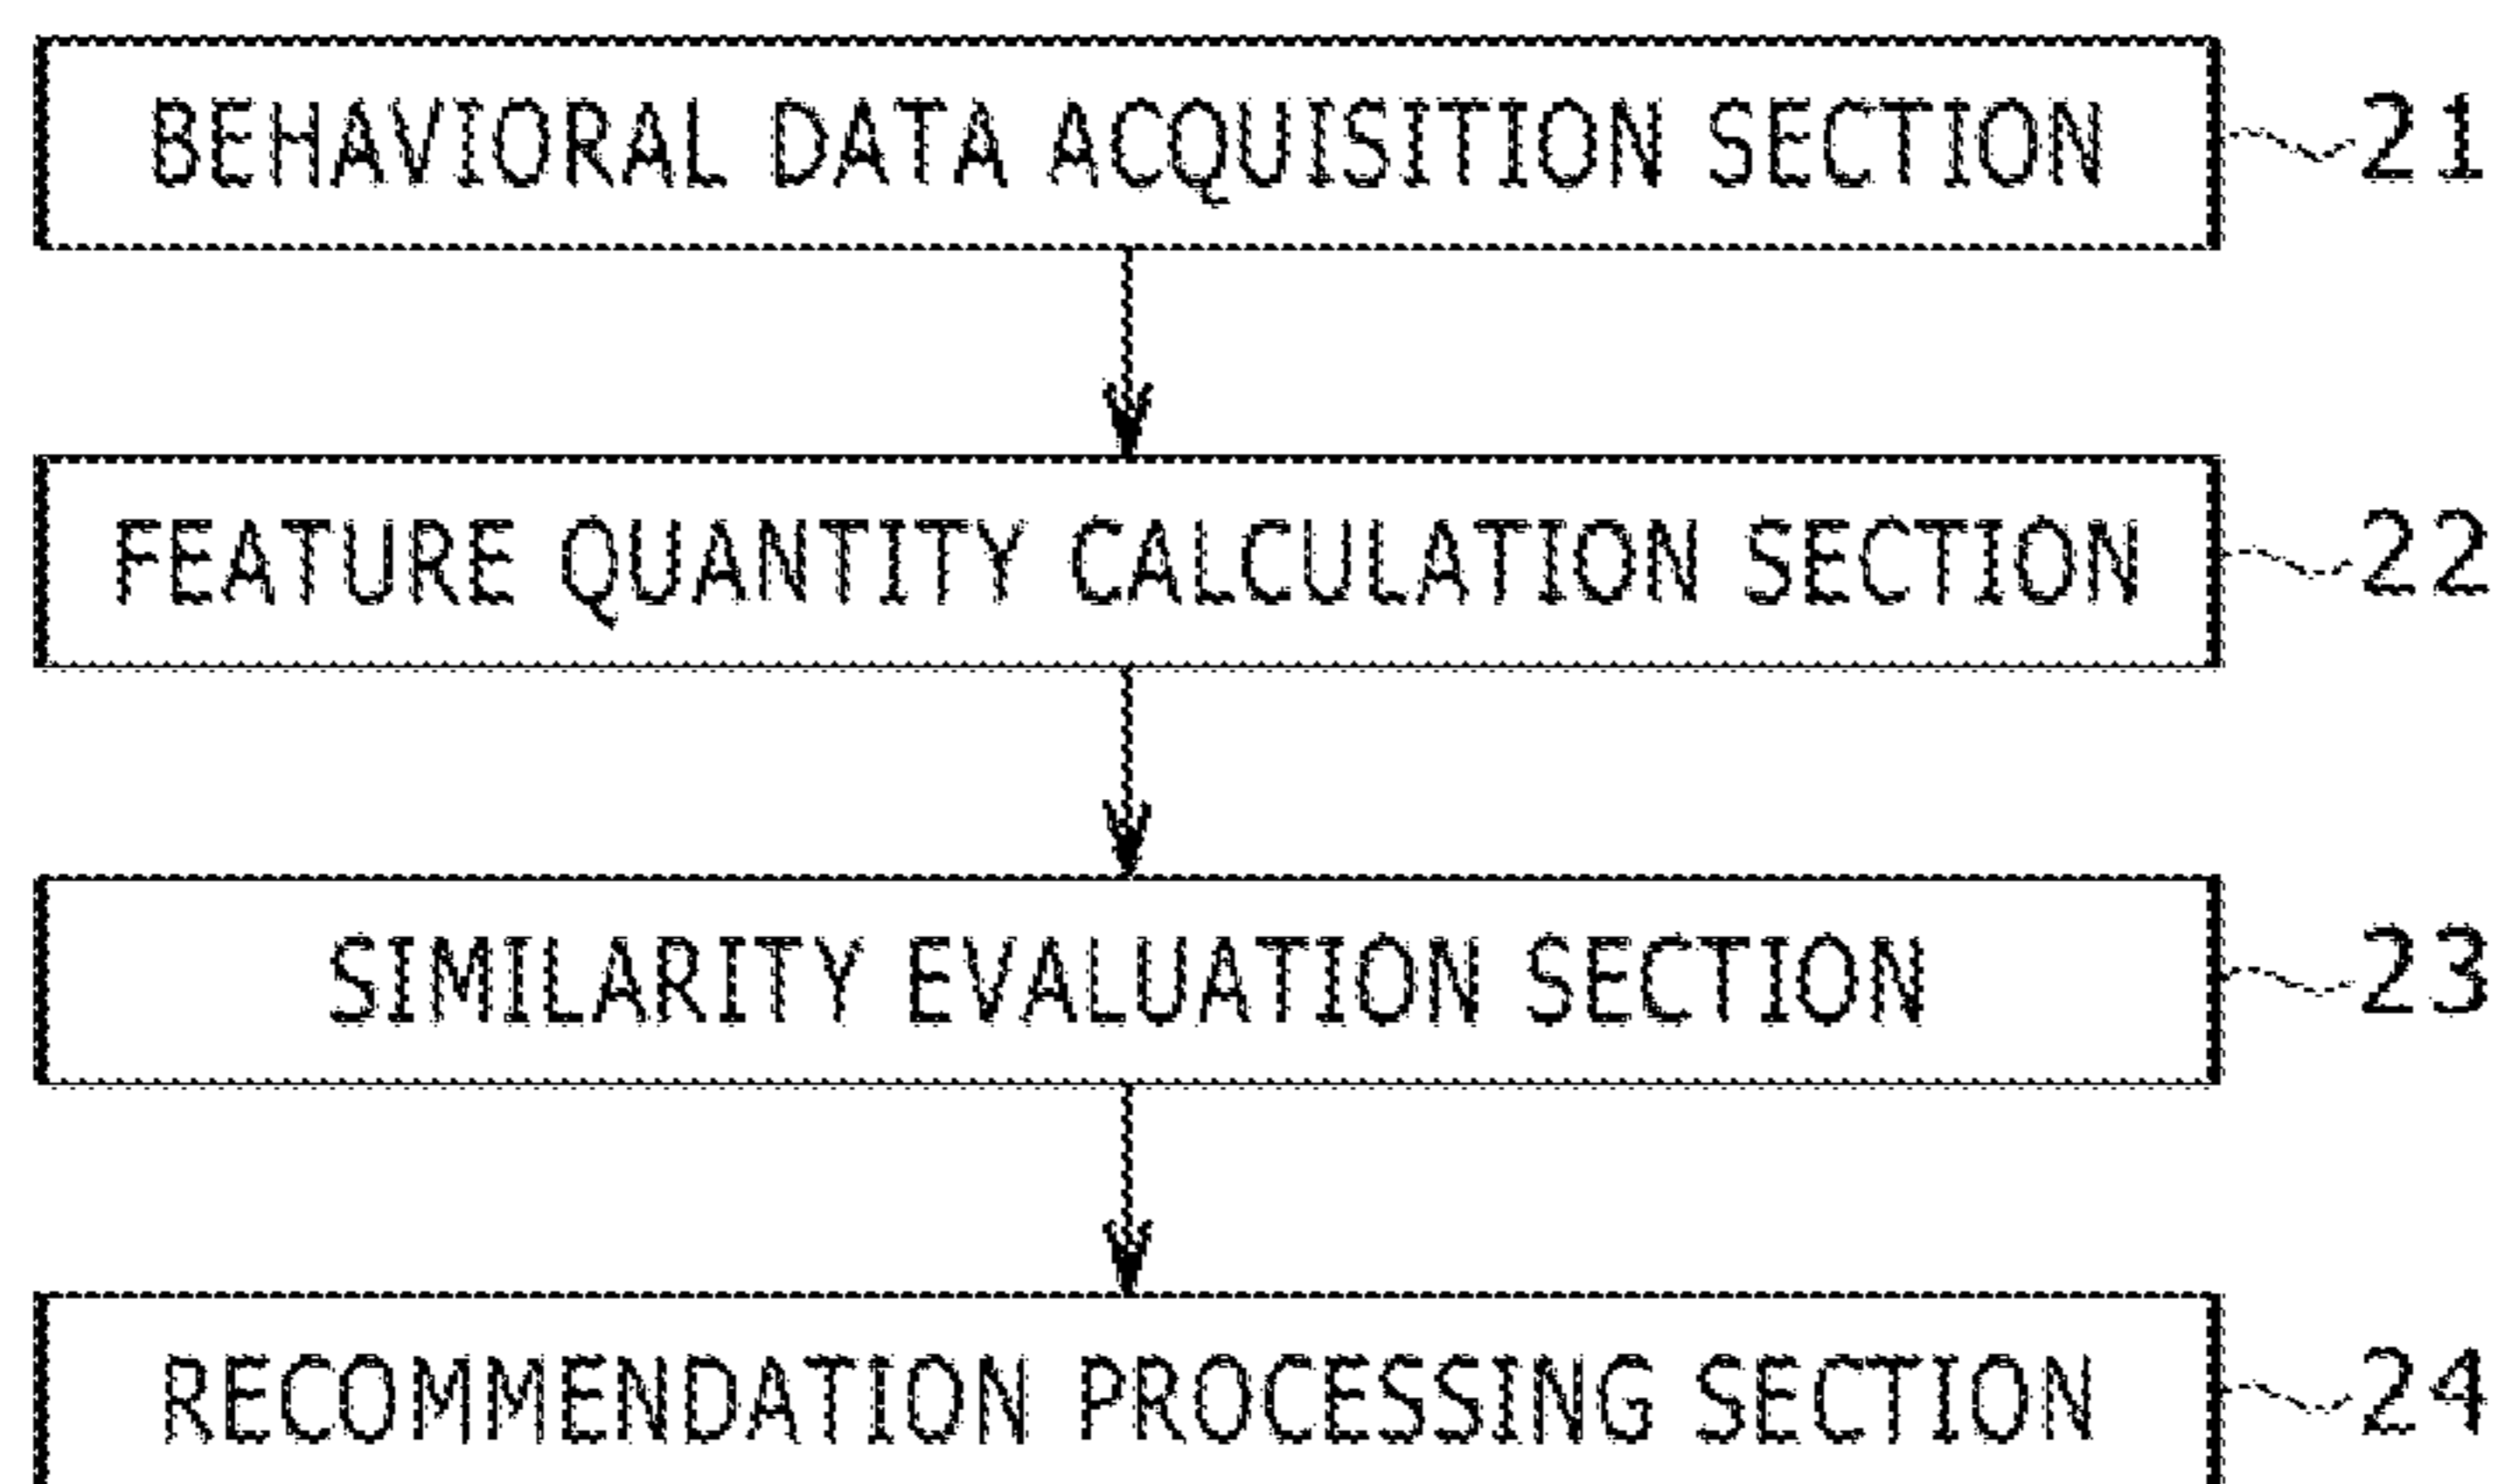 BEHAVIORAL DATA ACQUISITION SECTION 21
FEATURE QUANTITY CALCULATION SECTION 22
SIMILARITY EVALUATION SECTION 23
RECOMMENDATION PROCESSING SECTION 24